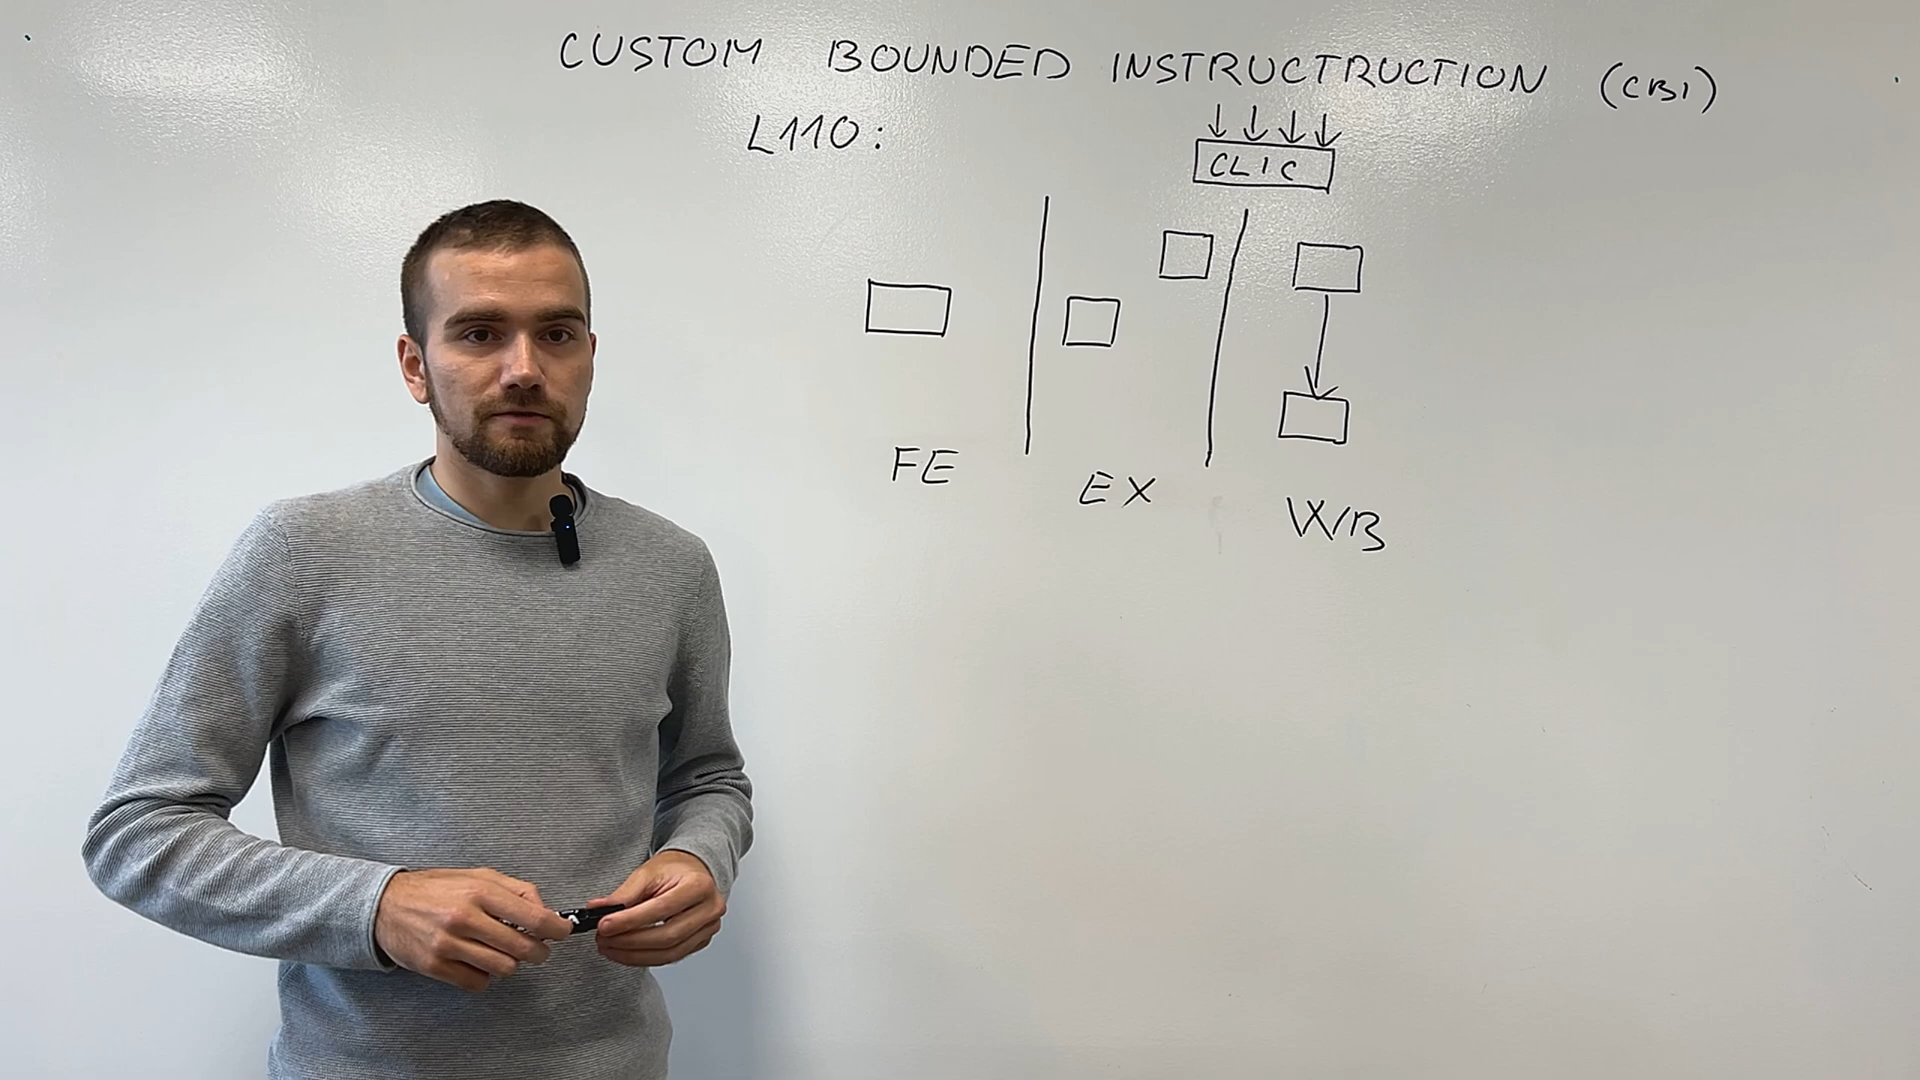 CUSTOM BOUNDED INSTRUCTRUCTION (CBI)
L110:
CLIC
FE
EX
WB